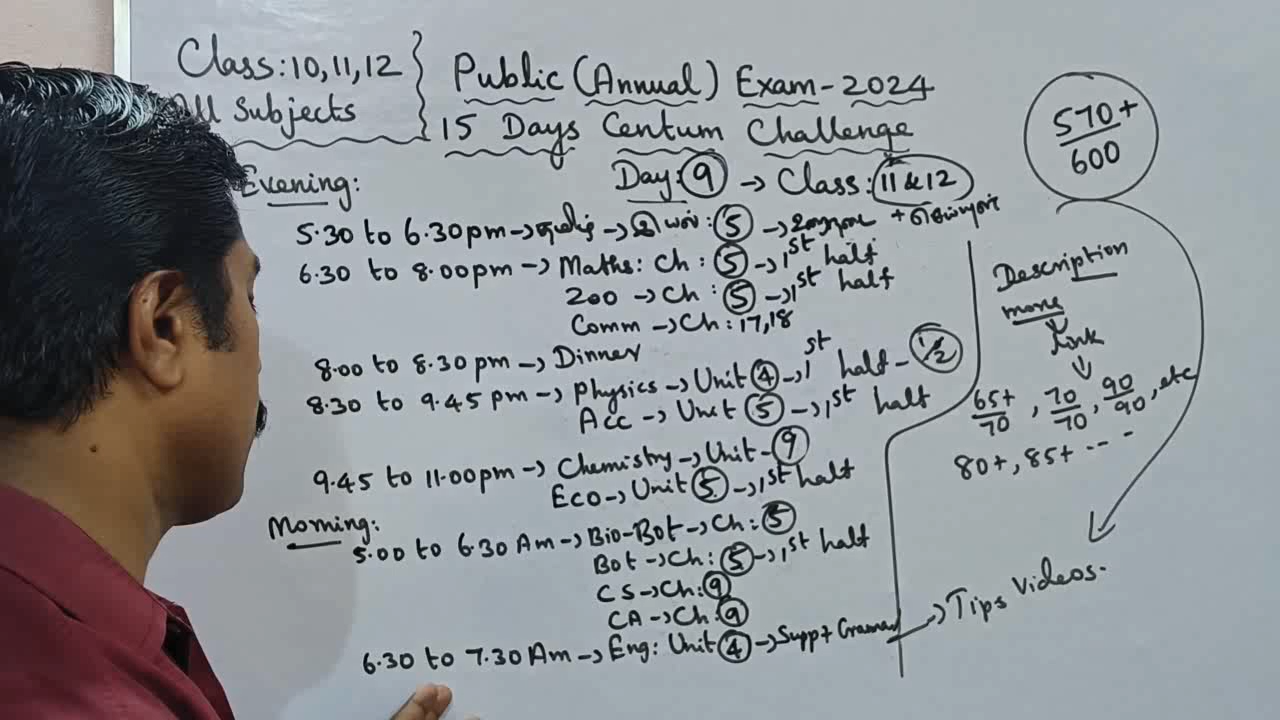 Class: 10, 11, 12
All Subjects
Public (Annual) Exam - 2024
15 Days Centum Challenge
Day: 9 → Class: 11 & 12
570+/600
Evening:
5.30 to 6.30 pm → தமிழ் → இயல்: 5 →
6.30 to 8.00 pm → Maths: Ch: 5 → 1st half
Zoo → Ch: 5 → 1st half
Comm → Ch: 17, 18
8.00 to 8.30 pm → Dinner
8.30 to 9.45 pm → Physics → Unit 4 → 1st half - 1/2
Acc → Unit 5 → 1st half
9.45 to 11.00 pm → Chemistry → Unit - 9
Eco → Unit 5 → 1st half
Morning:
5.00 to 6.30 Am → Bio-Bot → Ch: 5
Bot → Ch: 5 → 1st half
CS → Ch: 9
CA → Ch: 9
6.30 to 7.30 Am → Eng: Unit 4 → Supp +
Description
more
Link
65+/70, 70/70, 90/90, etc
80+, 85+ - - -
→ Tips Videos.